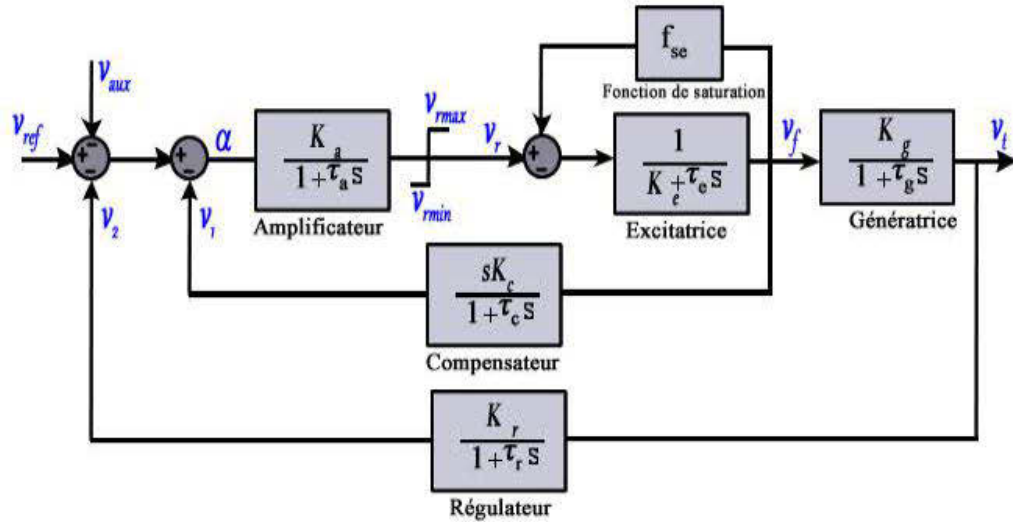 f_se
Fonction de saturation
v_aux
v_ref
- -
+
-
v_2
+
-
α
v_1
K_a
1+τ_a s
Amplificateur
v_rmax
v_rmin
v_r
+
-
1
K_e+τ_e s
Excitatrice
v_f
K_g
1+τ_g s
Génératrice
v_t
sK_c
1+τ_c s
Compensateur
K_r
1+τ_r s
Régulateur